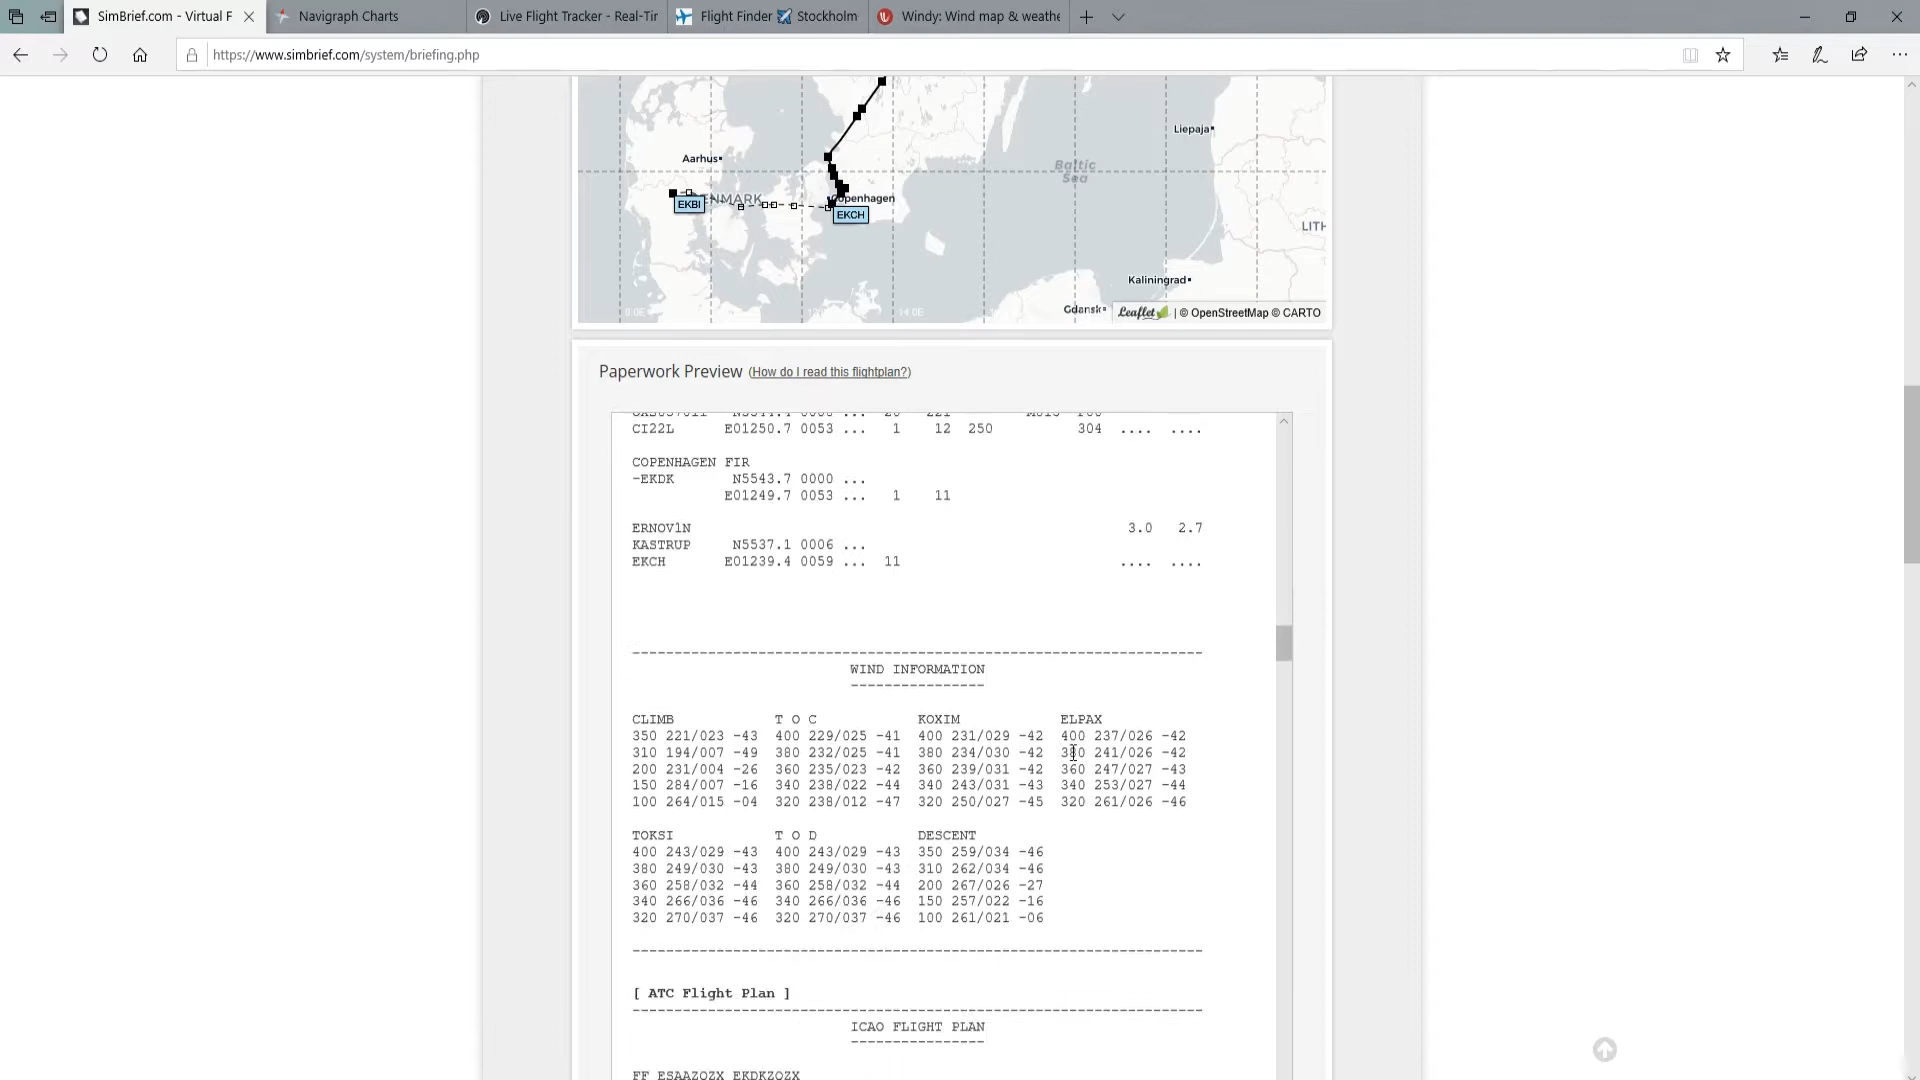 SimBrief.com - Virtual F
Navigraph Charts
Live Flight Tracker - Real-Tir
Flight Finder ✈ Stockholm
Windy: Wind map & weathe
https://www.simbrief.com/system/briefing.php
Liepaja
Baltic
Sea
Aarhus
ENMARK
Copenhagen
EKBI
EKCH
LITH
Kaliningrad
Gdansk
14 0E
Leaflet | © OpenStreetMap © CARTO
Paperwork Preview (How do I read this flightplan?)
CI22L E01250.7 0053 ... 1 12 250 304 .... ....
COPENHAGEN FIR
-EKDK N5543.7 0000 ...
E01249.7 0053 ... 1 11
ERNOV1N 3.0 2.7
KASTRUP N5537.1 0006 ...
EKCH E01239.4 0059 ... 11 .... ....
--------------------------------------------------------------------
WIND INFORMATION
----------------
CLIMB T O C KOXIM ELPAX
350 221/023 -43 400 229/025 -41 400 231/029 -42 400 237/026 -42
310 194/007 -49 380 232/025 -41 380 234/030 -42 380 241/026 -42
200 231/004 -26 360 235/023 -42 360 239/031 -42 360 247/027 -43
150 284/007 -16 340 238/022 -44 340 243/031 -43 340 253/027 -44
100 264/015 -04 320 238/012 -47 320 250/027 -45 320 261/026 -46
TOKSI T O D DESCENT
400 243/029 -43 400 243/029 -43 350 259/034 -46
380 249/030 -43 380 249/030 -43 310 262/034 -46
360 258/032 -44 360 258/032 -44 200 267/026 -27
340 266/036 -46 340 266/036 -46 150 257/022 -16
320 270/037 -46 320 270/037 -46 100 261/021 -06
--------------------------------------------------------------------
[ ATC Flight Plan ]
--------------------------------------------------------------------
ICAO FLIGHT PLAN
----------------
FF ESAAZQZX EKDKZQZX